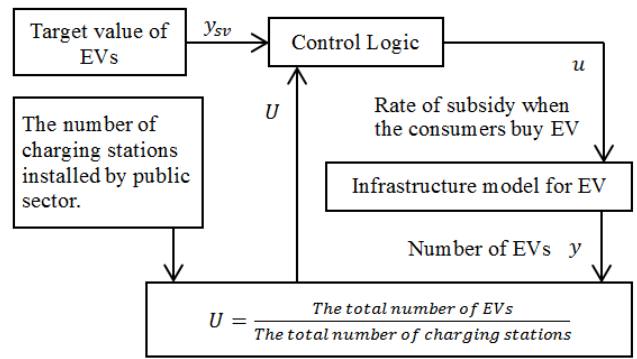 Target value of
EVs
y_sv
Control Logic
u
U
Rate of subsidy when
the consumers buy EV
The number of
charging stations
installed by public
sector.
Infrastructure model for EV
Number of EVs y
U = The total number of EVs / The total number of charging stations